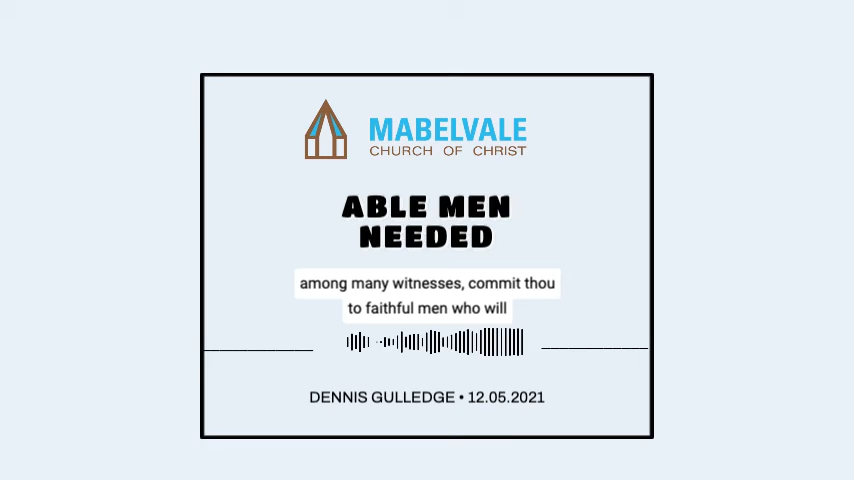 MABELVALE
CHURCH OF CHRIST
ABLE MEN
NEEDED
among many witnesses, commit thou
to faithful men who will
DENNIS GULLEDGE • 12.05.2021